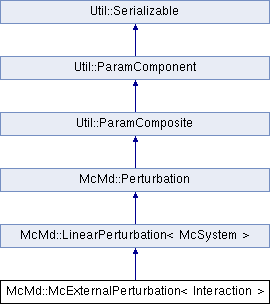 Util::Serializable
Util::ParamComponent
Util::ParamComposite
McMd::Perturbation
McMd::LinearPerturbation< McSystem >
McMd::McExternalPerturbation< Interaction >